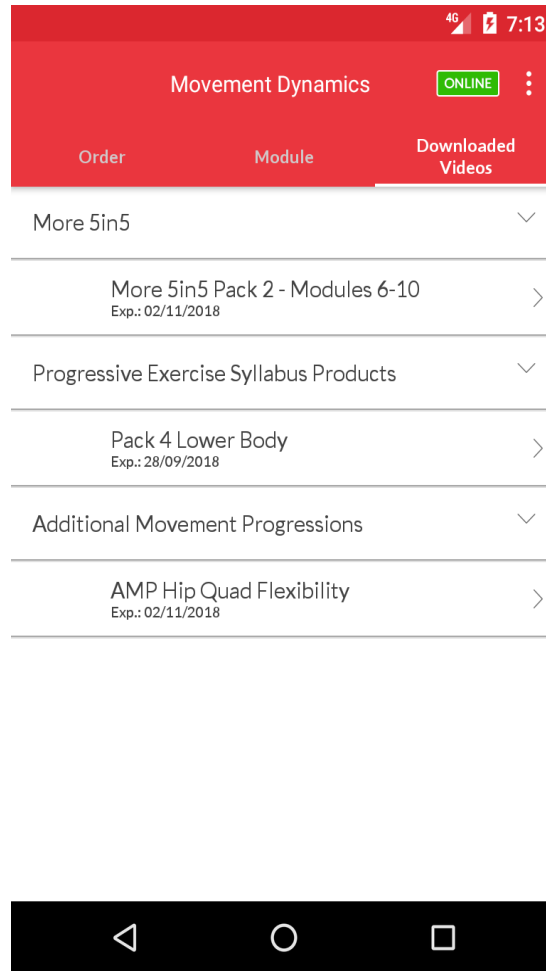 4G 7:13
Movement Dynamics ONLINE
Order Module Downloaded
Videos
More 5in5
More 5in5 Pack 2 - Modules 6-10
Exp.: 02/11/2018
Progressive Exercise Syllabus Products
Pack 4 Lower Body
Exp.: 28/09/2018
Additional Movement Progressions
AMP Hip Quad Flexibility
Exp.: 02/11/2018